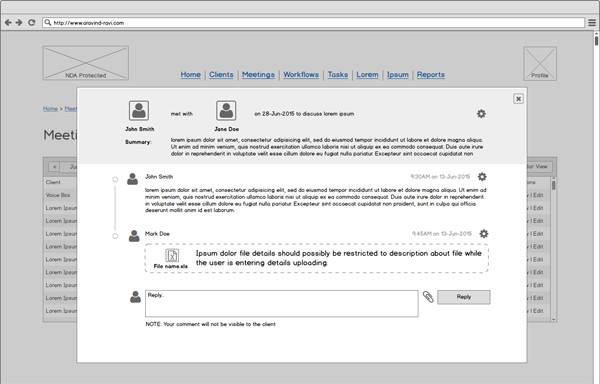 http://www.aravind-ravi.com
NDA Protected
Home Clients Meetings Workflows Tasks Lorem Ipsum Reports
Profile
Home > Meet
Meeti
met with
on 28-Jun-2015 to discuss lorem ipsum
John Smith
Jane Doe
Summary:
lorem ipsum dolor sit amet, consectetur adipisicing elit, sed do eiusmod tempor incididunt ut labore et dolore magna aliqua.
Ut enim ad minim veniam, quis nostrud exercitation ullamco laboris nisi ut aliquip ex ea commodo consequat. Duis aute irure
dolor in reprehenderit in voluptate velit esse cillum dolore eu fugiat nulla pariatur. Excepteur sint occaecat cupidatat non
< Ju
View
Client
Voice Box
Edit
Lorem Ipsu
Edit
Lorem Ipsu
Edit
Lorem Ipsu
Edit
Lorem Ipsu
Edit
Lorem Ipsu
Edit
Lorem Ipsu
Edit
Lorem Ipsu
Edit
Lorem Ipsu
Edit
Lorem Ipsu
Edit
John Smith
9:30AM on 13-Jun-2015
lorem ipsum dolor sit amet, consectetur adipisicing elit, sed do eiusmod tempor incididunt ut labore et dolore magna aliqua. Ut enim ad
minim veniam, quis nostrud exercitation ullamco laboris nisi ut aliquip ex ea commodo consequat. Duis aute irure dolor in reprehenderit in
voluptate velit esse cillum dolore eu fugiat nulla pariatur. Excepteur sint occaecat cupidatat non proident, sunt in culpa qui officia
deserunt mollit anim id est laborum.
Mark Doe
9:45AM on 13-Jun-2015
X
File name.xls
Ipsum dolor file details should possibly be restricted to description about file while
the user is entering details uploading.
Reply..
Reply
NOTE: Your comment will not be visible to the client